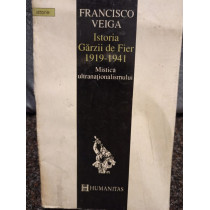 FRANCISCO
VEIGA
Istoria
Gărzii de Fier
1919-1941
Mistica
ultranaționalismului
HUMANITAS